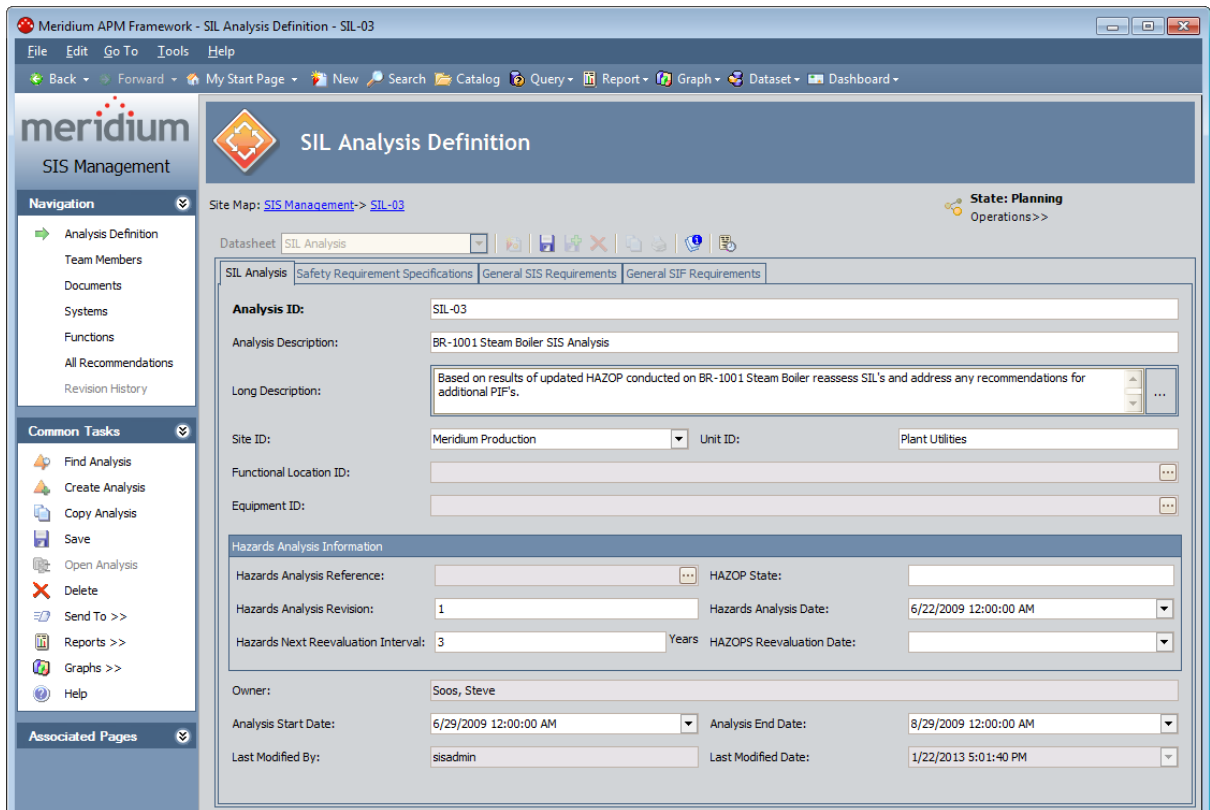 Meridium APM Framework - SIL Analysis Definition - SIL-03
File Edit Go To Tools Help
Back Forward My Start Page New Search Catalog Query Report Graph Dataset Dashboard
meridium
SIS Management
SIL Analysis Definition
Navigation
Analysis Definition
Team Members
Documents
Systems
Functions
All Recommendations
Revision History
Common Tasks
Find Analysis
Create Analysis
Copy Analysis
Save
Open Analysis
Delete
Send To >>
Reports >>
Graphs >>
Help
Associated Pages
Site Map: SIS Management-> SIL-03
State: Planning
Operations>>
Datasheet SIL Analysis
SIL Analysis Safety Requirement Specifications General SIS Requirements General SIF Requirements
Analysis ID: SIL-03
Analysis Description: BR-1001 Steam Boiler SIS Analysis
Long Description: Based on results of updated HAZOP conducted on BR-1001 Steam Boiler reassess SIL's and address any recommendations for
additional PIF's.
...
Site ID: Meridium Production Unit ID: Plant Utilities
Functional Location ID: ...
Equipment ID: ...
Hazards Analysis Information
Hazards Analysis Reference: ... HAZOP State:
Hazards Analysis Revision: 1 Hazards Analysis Date: 6/22/2009 12:00:00 AM
Hazards Next Reevaluation Interval: 3 Years HAZOPS Reevaluation Date:
Owner: Soos, Steve
Analysis Start Date: 6/29/2009 12:00:00 AM Analysis End Date: 8/29/2009 12:00:00 AM
Last Modified By: sisadmin Last Modified Date: 1/22/2013 5:01:40 PM